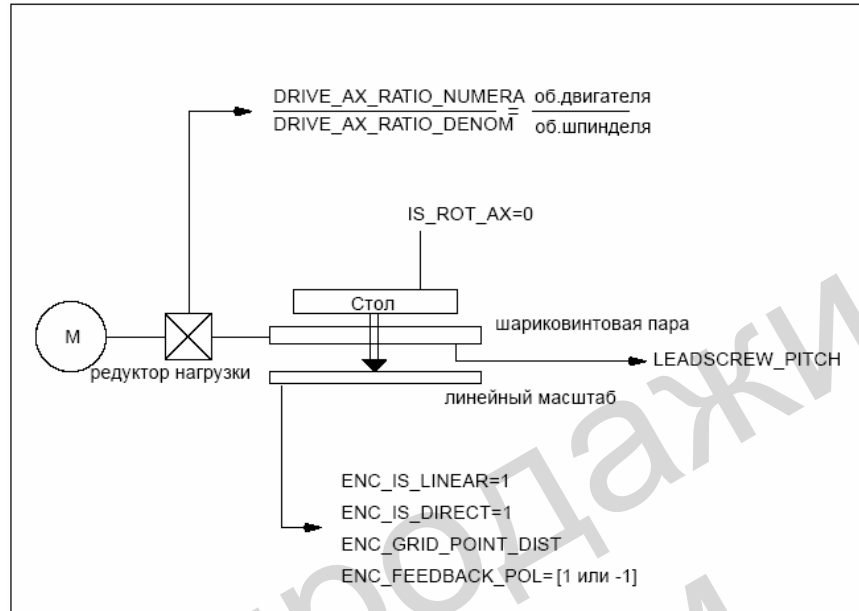 DRIVE_AX_RATIO_NUMERA = об.двигателя
DRIVE_AX_RATIO_DENOM об.шпинделя
IS_ROT_AX=0
Стол
шариковинтовая пара
M
LEADSCREW_PITCH
редуктор нагрузки
линейный масштаб
ENC_IS_LINEAR=1
ENC_IS_DIRECT=1
ENC_GRID_POINT_DIST
ENC_FEEDBACK_POL= [1 или -1]